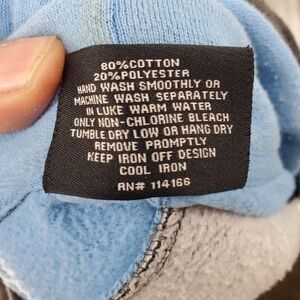 80%COTTON
20%POLYESTER
HAND WASH SMOOTHLY OR
MACHINE WASH SEPARATELY
IN LUKE WARM WATER
ONLY NON-CHLORINE BLEACH
TUMBLE DRY LOW OR HANG DRY
REMOVE PROMPTLY
KEEP IRON OFF DESIGN
COOL IRON
RN# 114166